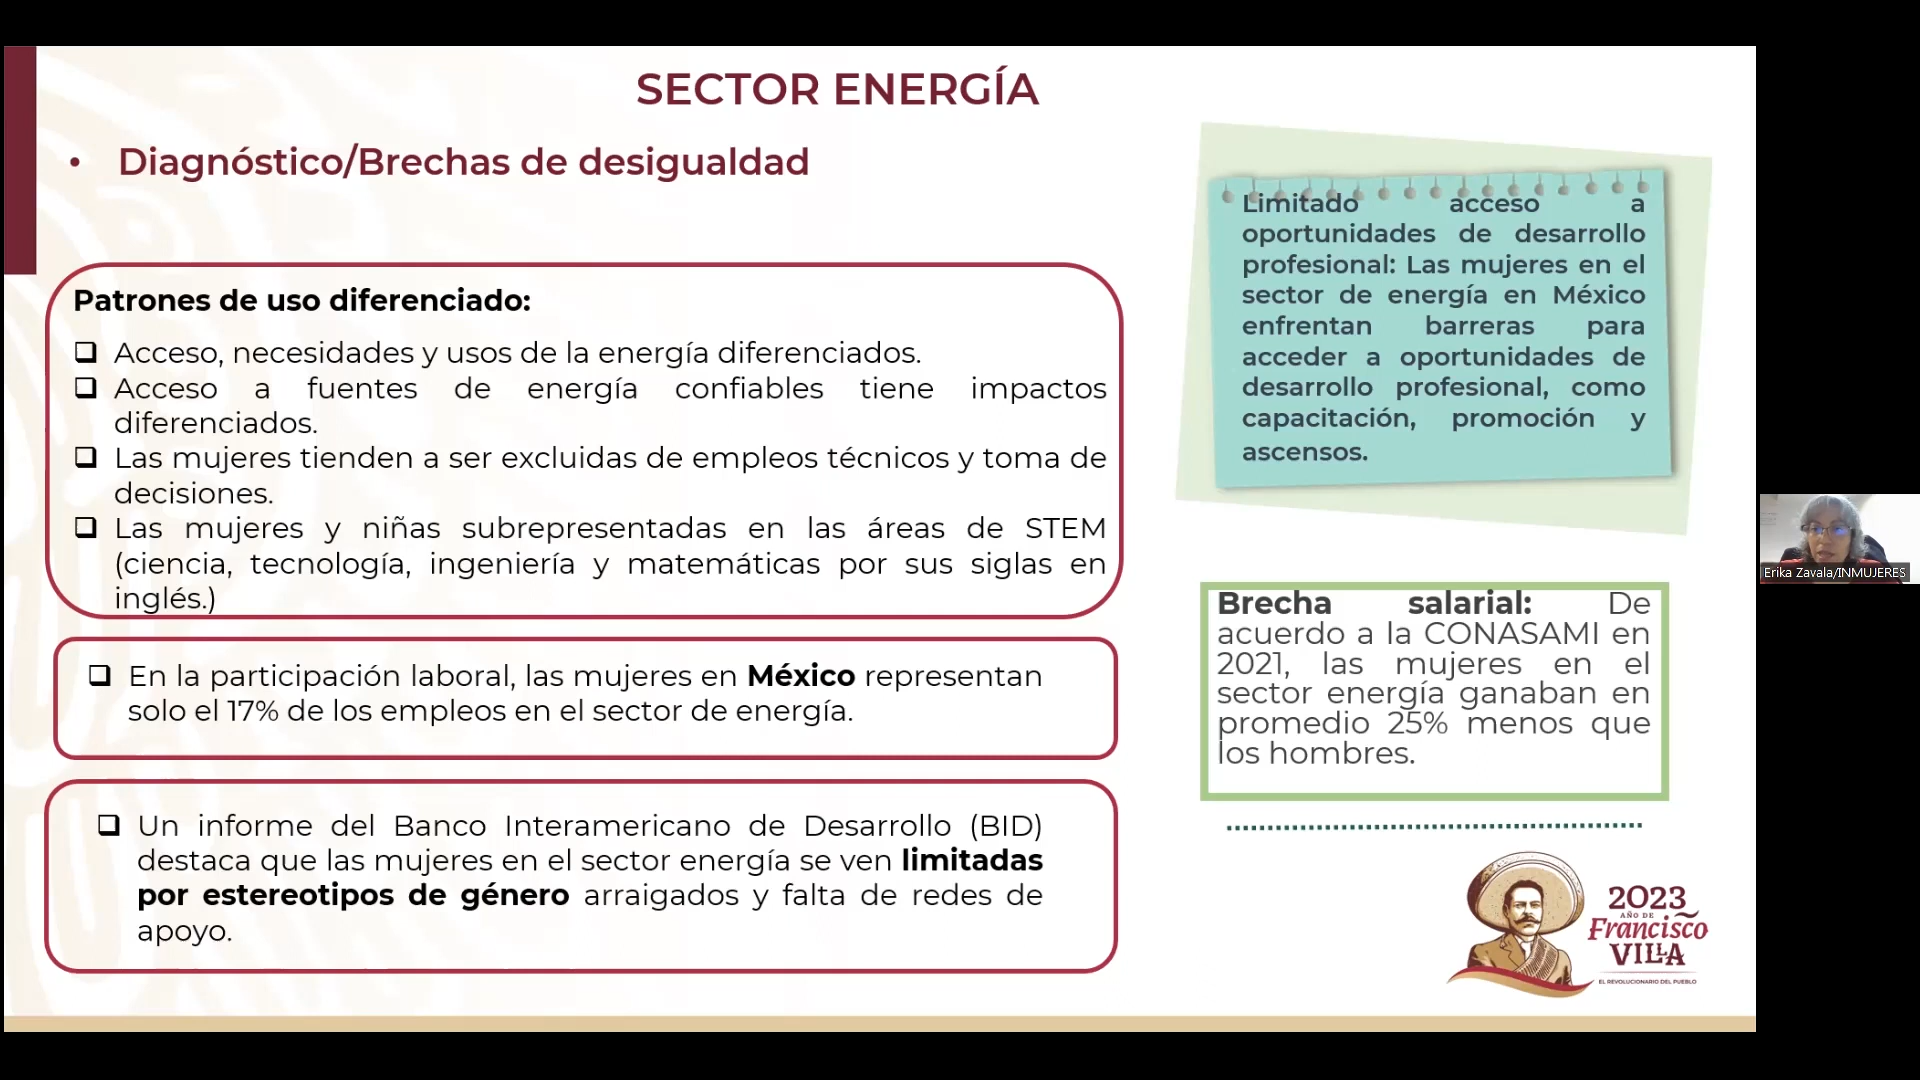 SECTOR ENERGÍA
• Diagnóstico/Brechas de desigualdad
Patrones de uso diferenciado:
❑ Acceso, necesidades y usos de la energía diferenciados.
❑ Acceso a fuentes de energía confiables tiene impactos
diferenciados.
❑ Las mujeres tienden a ser excluidas de empleos técnicos y toma de
decisiones.
❑ Las mujeres y niñas subrepresentadas en las áreas de STEM
(ciencia, tecnología, ingeniería y matemáticas por sus siglas en
inglés.)
❑ En la participación laboral, las mujeres en México representan
solo el 17% de los empleos en el sector de energía.
❑ Un informe del Banco Interamericano de Desarrollo (BID)
destaca que las mujeres en el sector energía se ven limitadas
por estereotipos de género arraigados y falta de redes de
apoyo.
Limitado acceso a
oportunidades de desarrollo
profesional: Las mujeres en el
sector de energía en México
enfrentan barreras para
acceder a oportunidades de
desarrollo profesional, como
capacitación, promoción y
ascensos.
Brecha salarial: De
acuerdo a la CONASAMI en
2021, las mujeres en el
sector energía ganaban en
promedio 25% menos que
los hombres.
2023
AÑO DE
Francisco
VILLA
EL REVOLUCIONARIO DEL PUEBLO
Erika Zavala/INMUJERES